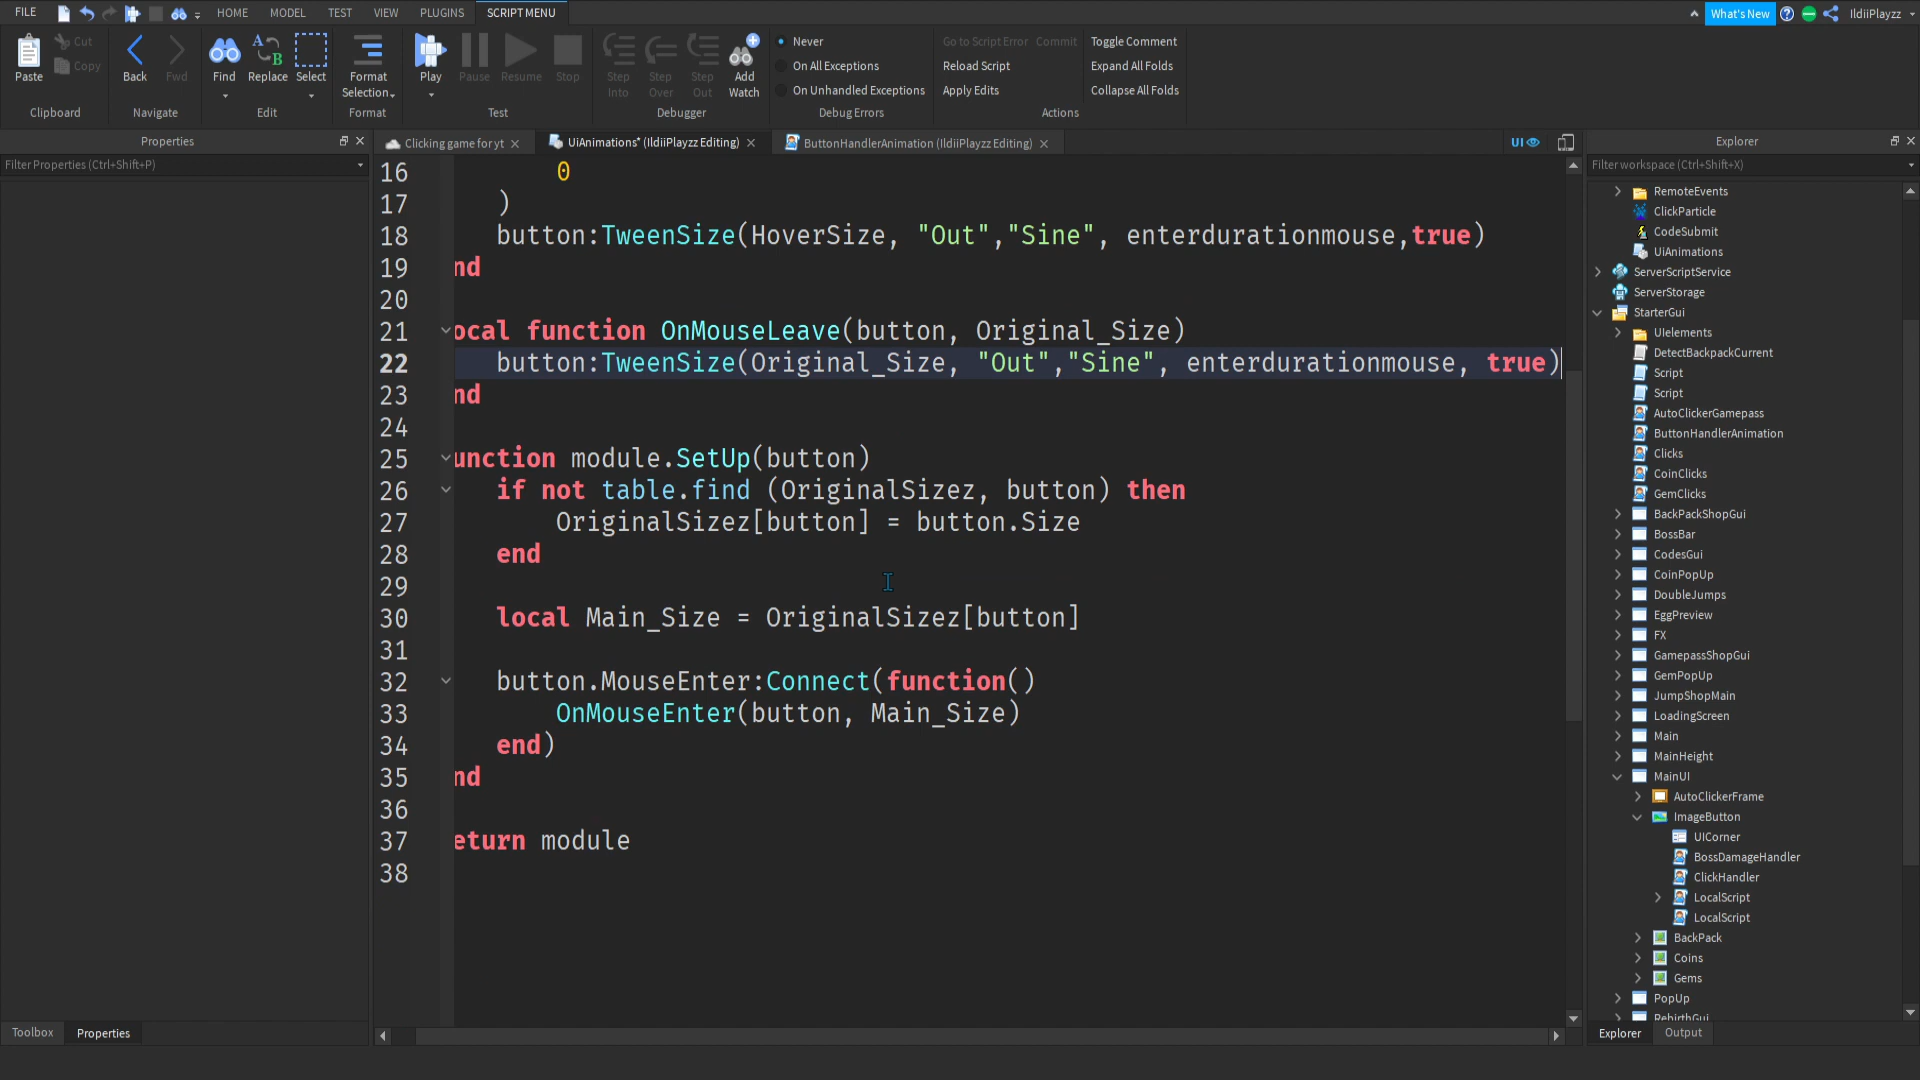 FILE HOME MODEL TEST VIEW PLUGINS SCRIPT MENU What's New IldiiPlayzz
Paste Cut Copy Clipboard
Back Fwd Navigate
Find Replace Select Edit
Format Selection Format
Play Pause Resume Stop Test
Step Into Step Over Step Out Add Watch Debugger
Never
On All Exceptions
On Unhandled Exceptions
Debug Errors
Go to Script Error Commit
Reload Script
Apply Edits
Toggle Comment
Expand All Folds
Collapse All Folds
Actions
Properties
Filter Properties (Ctrl+Shift+P)
Toolbox Properties
Clicking game for yt
UiAnimations* (IldiiPlayzz Editing)
ButtonHandlerAnimation (IldiiPlayzz Editing)
UI
16 0
17 )
18 button:TweenSize(HoverSize, "Out","Sine", enterdurationmouse,true)
19 nd
20
21 ocal function OnMouseLeave(button, Original_Size)
22 button:TweenSize(Original_Size, "Out","Sine", enterdurationmouse, true)
23 nd
24
25 unction module.SetUp(button)
26 if not table.find (OriginalSizez, button) then
27 OriginalSizez[button] = button.Size
28 end
29
30 local Main_Size = OriginalSizez[button]
31
32 button.MouseEnter:Connect(function()
33 OnMouseEnter(button, Main_Size)
34 end)
35 nd
36
37 eturn module
38
Explorer
Filter workspace (Ctrl+Shift+X)
RemoteEvents
ClickParticle
CodeSubmit
UiAnimations
ServerScriptService
ServerStorage
StarterGui
UIelements
DetectBackpackCurrent
Script
Script
AutoClickerGamepass
ButtonHandlerAnimation
Clicks
CoinClicks
GemClicks
BackPackShopGui
BossBar
CodesGui
CoinPopUp
DoubleJumps
EggPreview
FX
GamepassShopGui
GemPopUp
JumpShopMain
LoadingScreen
Main
MainHeight
MainUI
AutoClickerFrame
ImageButton
UICorner
BossDamageHandler
ClickHandler
LocalScript
LocalScript
BackPack
Coins
Gems
PopUp
RebirthGui
Explorer Output